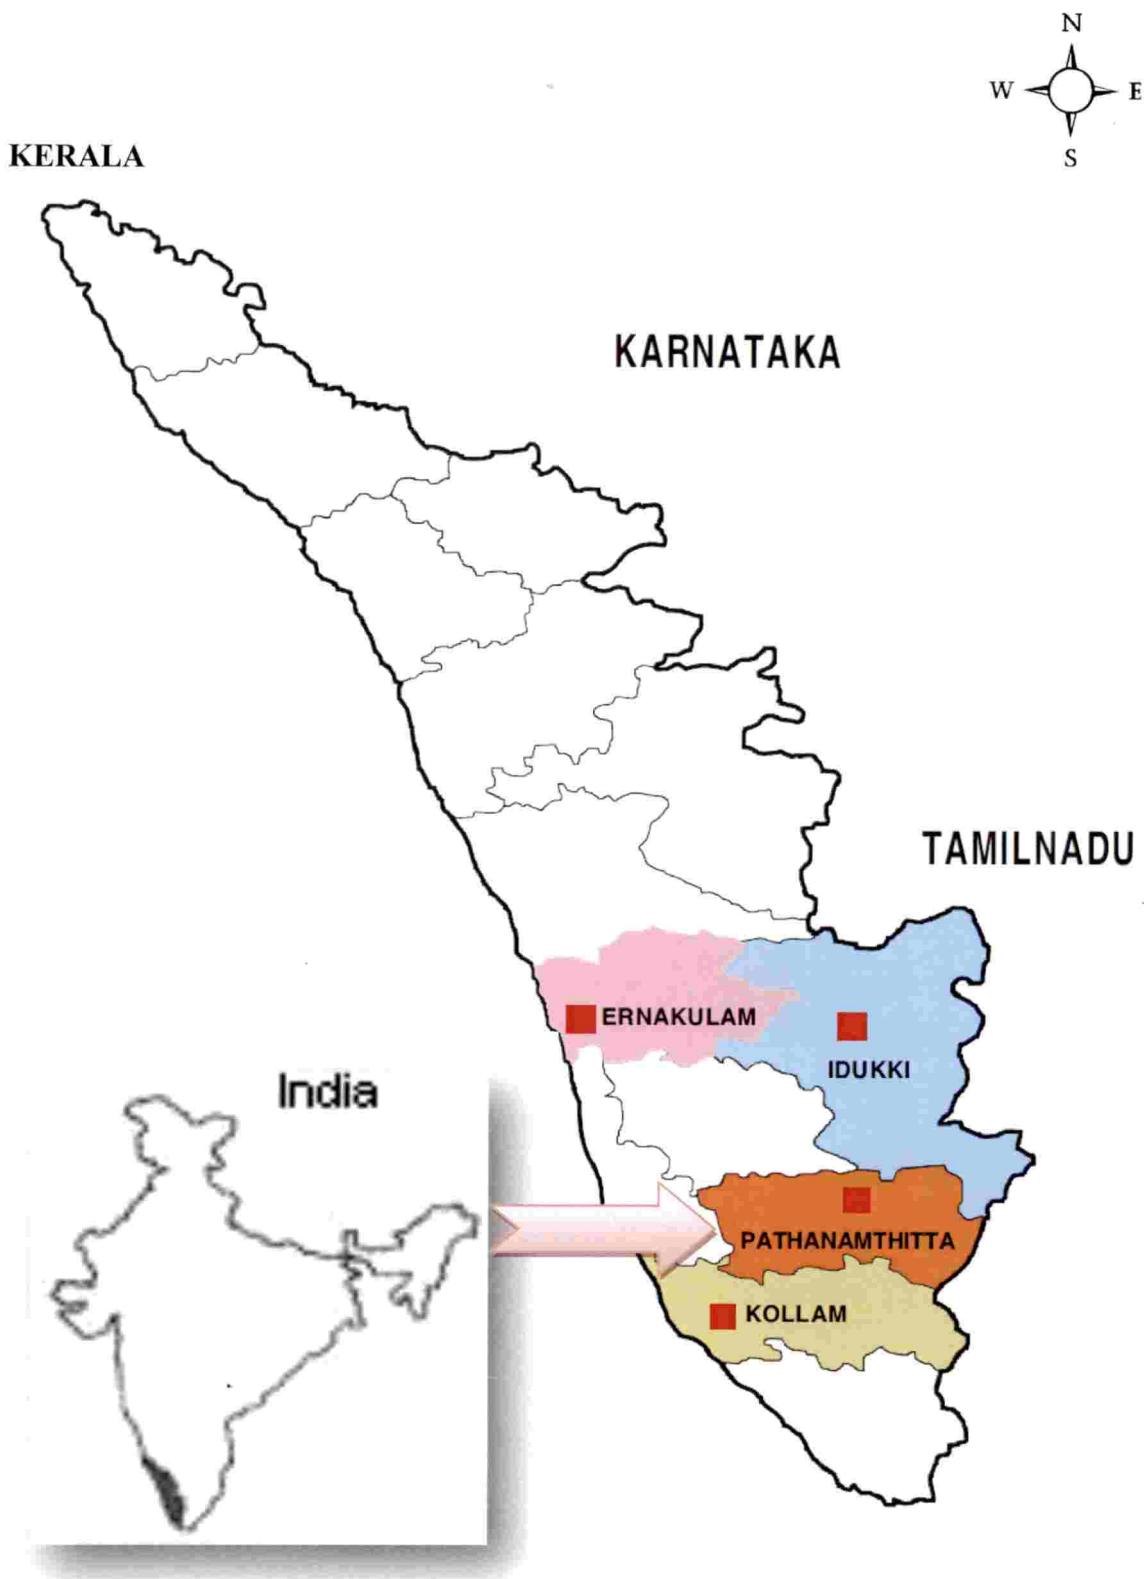 N
W E
S
KERALA
KARNATAKA
TAMILNADU
ERNAKULAM
IDUKKI
India
PATHANAMTHITTA
KOLLAM